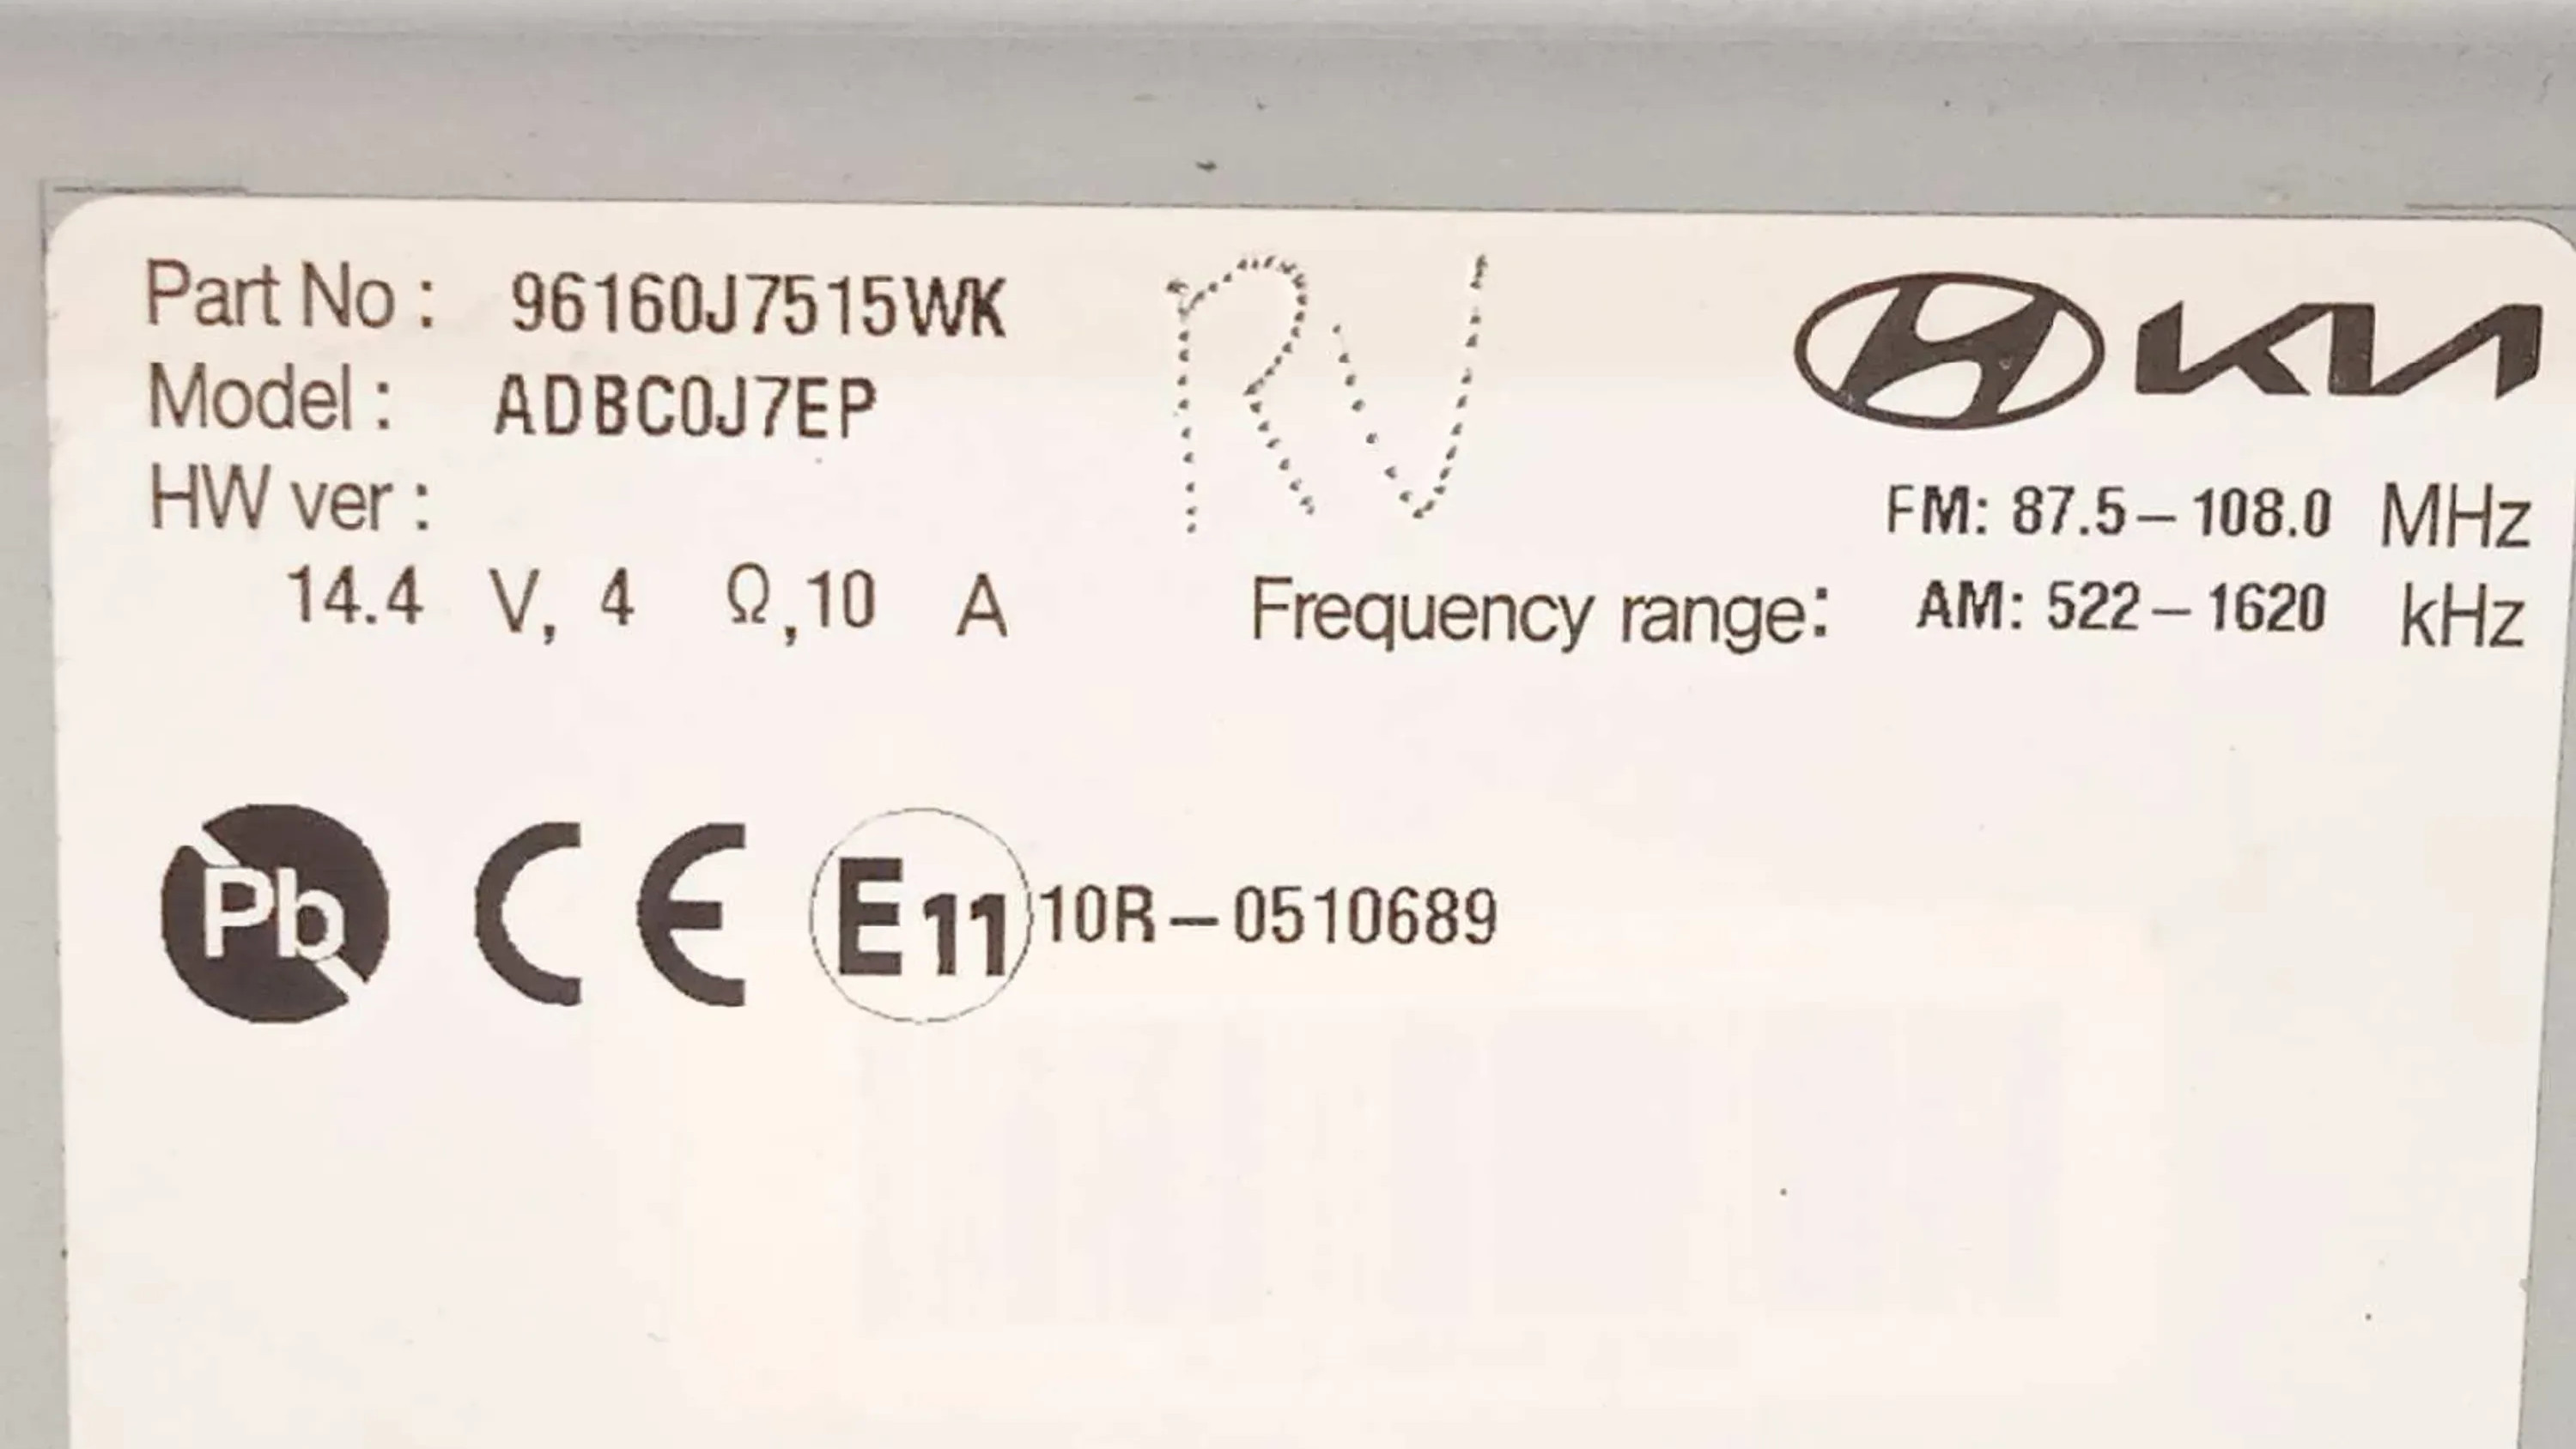 Part No : 96160J7515WK
RV
KIA
Model : ADBC0J7EP
HW ver :
FM: 87.5–108.0 MHz
14.4 V, 4 Ω,10 A
Frequency range: AM: 522–1620 kHz
Pb CE E11 10R–0510689